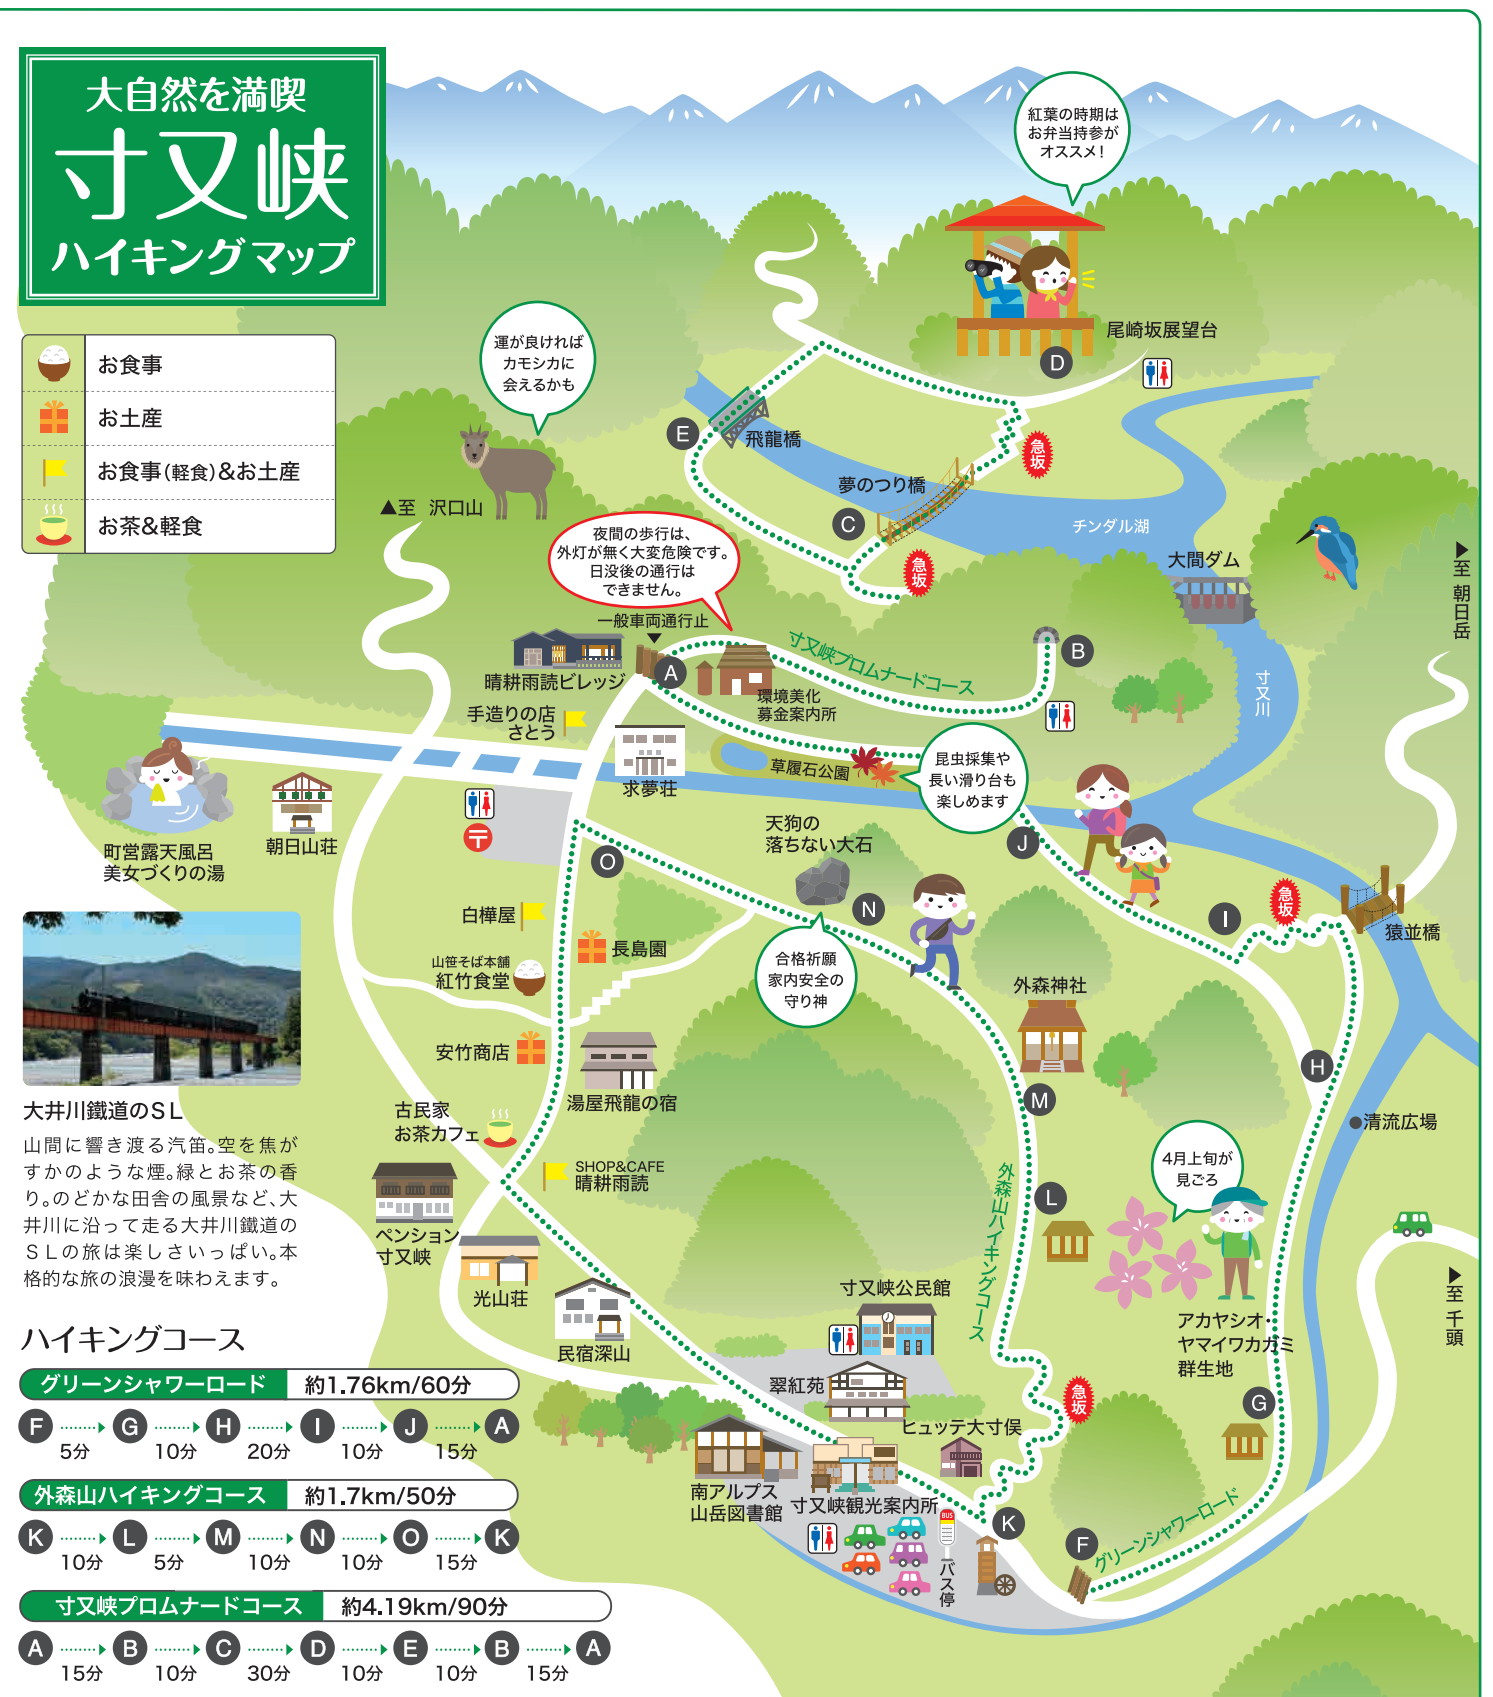 大自然を満喫
寸又峡
ハイキングマップ
お食事
お土産
お食事(軽食)&お土産
お茶&軽食
紅葉の時期は
お弁当持参が
オススメ!
尾崎坂展望台
D
運が良ければ
カモシカに
会えるかも
▲至 沢口山
E
飛龍橋
急坂
夢のつり橋
C
チンダル湖
急坂
大間ダム
▶至 朝日岳
夜間の歩行は、
外灯が無く大変危険です。
日没後の通行は
できません。
一般車両通行止
▼
晴耕雨読ビレッジ
A
寸又峡プロムナードコース
B
環境美化
募金案内所
寸又川
手造りの店
さとう
求夢荘
草履石公園
昆虫採集や
長い滑り台も
楽しめます
町営露天風呂
美女づくりの湯
朝日山荘
〒
O
天狗の
落ちない大石
N
J
I
急坂
猿並橋
白樺屋
長島園
山笹そば本舗
紅竹食堂
合格祈願
家内安全の
守り神
外森神社
安竹商店
湯屋飛龍の宿
M
H
●清流広場
古民家
お茶カフェ
SHOP&CAFE
晴耕雨読
外森山ハイキングコース
L
4月上旬が
見ごろ
ペンション
寸又峡
光山荘
民宿深山
寸又峡公民館
アカヤシオ・
ヤマイワカガミ
群生地
▶至 千頭
翠紅苑
急坂
G
ヒュッテ大寸俣
南アルプス
山岳図書館
寸又峡観光案内所
BUS
バス停
K
F
グリーンシャワーロード
大井川鐵道のSL
山間に響き渡る汽笛。空を焦が
すかのような煙。緑とお茶の香
り。のどかな田舎の風景など、大
井川に沿って走る大井川鐵道の
SLの旅は楽しさいっぱい。本
格的な旅の浪漫を味わえます。
ハイキングコース
グリーンシャワーロード 約1.76km/60分
F G H I J A
5分 10分 20分 10分 15分
外森山ハイキングコース 約1.7km/50分
K L M N O K
10分 5分 10分 10分 15分
寸又峡プロムナードコース 約4.19km/90分
A B C D E B A
15分 10分 30分 10分 10分 15分